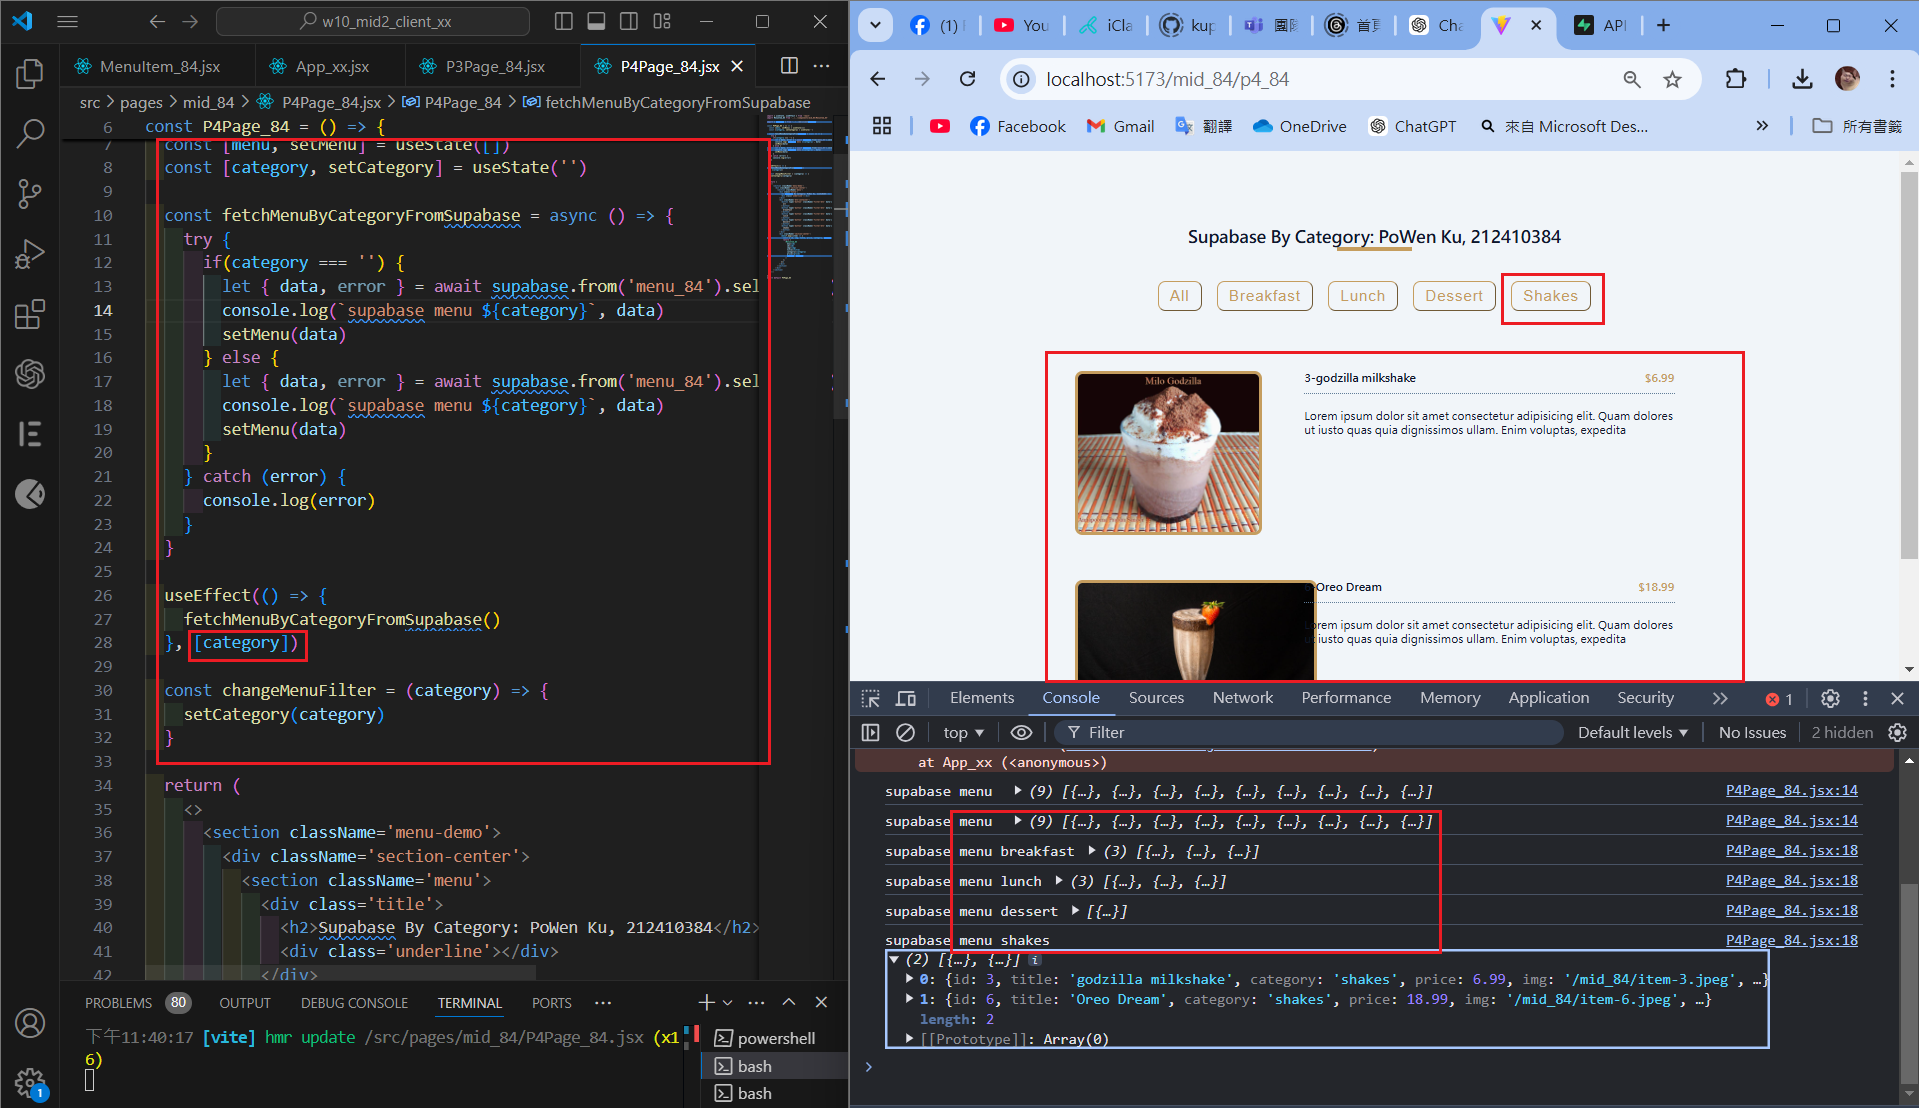 w10_mid2_client_xx
MenuItem_84.jsx
App_xx.jsx
P3Page_84.jsx
P4Page_84.jsx
src > pages > mid_84 > P4Page_84.jsx > P4Page_84 > fetchMenuByCategoryFromSupabase
6 const P4Page_84 = () => {
7 const [menu, setMenu] = useState([])
8 const [category, setCategory] = useState('')
9
10 const fetchMenuByCategoryFromSupabase = async () => {
11 try {
12 if(category === '') {
13 let { data, error } = await supabase.from('menu_84').sel
14 console.log(`supabase menu ${category}`, data)
15 setMenu(data)
16 } else {
17 let { data, error } = await supabase.from('menu_84').sel
18 console.log(`supabase menu ${category}`, data)
19 setMenu(data)
20 }
21 } catch (error) {
22 console.log(error)
23 }
24 }
25
26 useEffect(() => {
27 fetchMenuByCategoryFromSupabase()
28 }, [category])
29
30 const changeMenuFilter = (category) => {
31 setCategory(category)
32 }
33
34 return (
35 <>
36 <section className='menu-demo'>
37 <div className='section-center'>
38 <section className='menu'>
39 <div class='title'>
40 <h2>Supabase By Category: PoWen Ku, 212410384</h2>
41 <div class='underline'></div>
42 </div>
PROBLEMS 80 OUTPUT DEBUG CONSOLE TERMINAL PORTS ...
下午11:40:17 [vite] hmr update /src/pages/mid_84/P4Page_84.jsx (x1
6)
powershell
bash
bash
1
(1)
You
iCla
kup
團隊
首頁
Cha
API
localhost:5173/mid_84/p4_84
Facebook
Gmail
翻譯
OneDrive
ChatGPT
來自 Microsoft Des...
所有書籤
Supabase By Category: PoWen Ku, 212410384
All
Breakfast
Lunch
Dessert
Shakes
Milo Godzilla
3-godzilla milkshake $6.99
Lorem ipsum dolor sit amet consectetur adipisicing elit. Quam dolores
ut iusto quas quia dignissimos ullam. Enim voluptas, expedita
Oreo Dream $18.99
Lorem ipsum dolor sit amet consectetur adipisicing elit. Quam dolores
iusto quas quia dignissimos ullam. Enim voluptas, expedita
Elements Console Sources Network Performance Memory Application Security 1
top Filter Default levels No Issues 2 hidden
at App_xx (<anonymous>)
supabase menu (9) [{…}, {…}, {…}, {…}, {…}, {…}, {…}, {…}, {…}] P4Page_84.jsx:14
supabase menu (9) [{…}, {…}, {…}, {…}, {…}, {…}, {…}, {…}, {…}] P4Page_84.jsx:14
supabase menu breakfast (3) [{…}, {…}, {…}] P4Page_84.jsx:18
supabase menu lunch (3) [{…}, {…}, {…}] P4Page_84.jsx:18
supabase menu dessert [{…}] P4Page_84.jsx:18
supabase menu shakes P4Page_84.jsx:18
(2) [{…}, {…}] i
0: {id: 3, title: 'godzilla milkshake', category: 'shakes', price: 6.99, img: '/mid_84/item-3.jpeg', …}
1: {id: 6, title: 'Oreo Dream', category: 'shakes', price: 18.99, img: '/mid_84/item-6.jpeg', …}
length: 2
[[Prototype]]: Array(0)